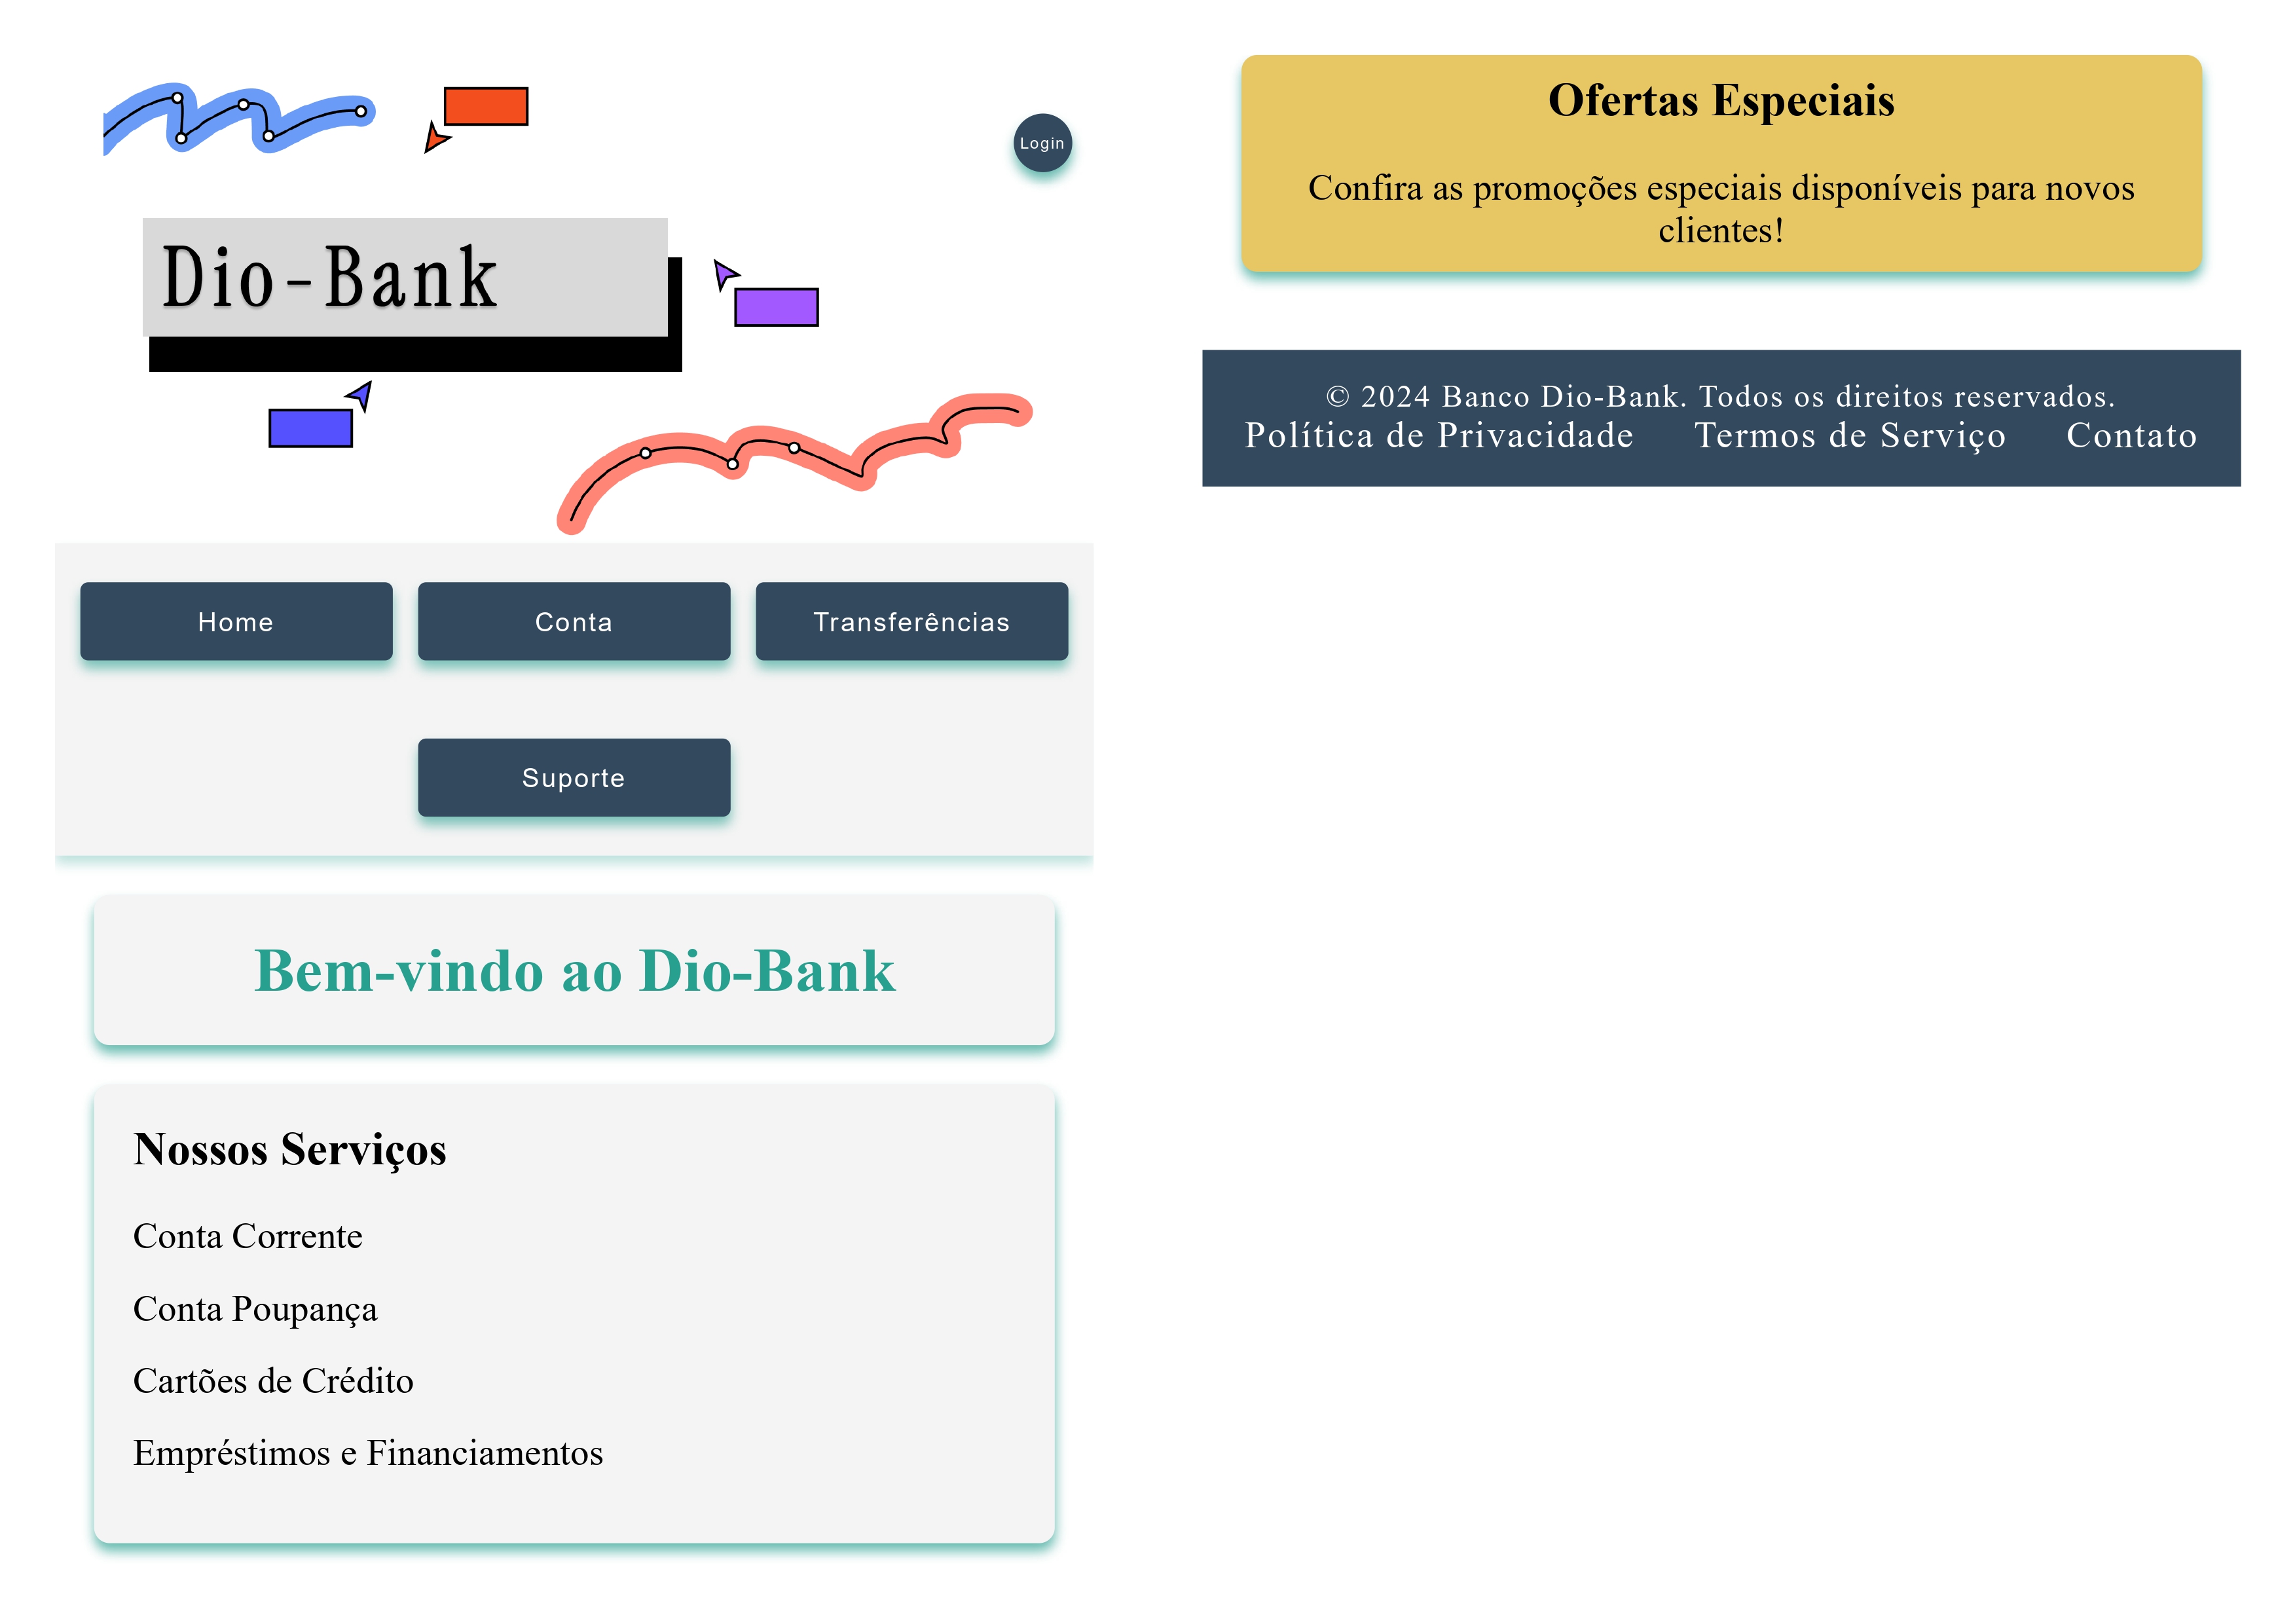 Login
Dio-Bank
Home
Conta
Transferências
Suporte
Bem-vindo ao Dio-Bank
Nossos Serviços
Conta Corrente
Conta Poupança
Cartões de Crédito
Empréstimos e Financiamentos
Ofertas Especiais
Confira as promoções especiais disponíveis para novos
clientes!
© 2024 Banco Dio-Bank. Todos os direitos reservados.
Política de Privacidade Termos de Serviço Contato